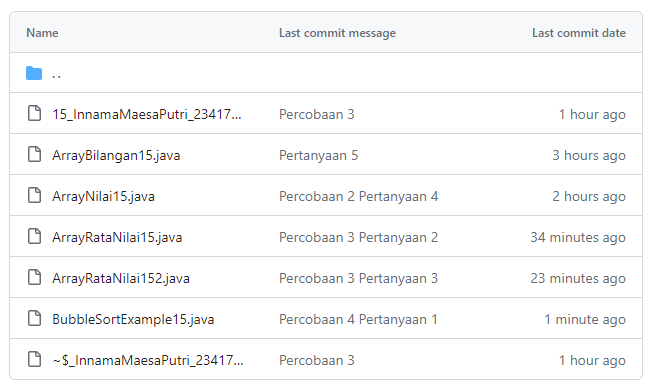 Name Last commit message Last commit date
..
15_InnamaMaesaPutri_23417... Percobaan 3 1 hour ago
ArrayBilangan15.java Pertanyaan 5 3 hours ago
ArrayNilai15.java Percobaan 2 Pertanyaan 4 2 hours ago
ArrayRataNilai15.java Percobaan 3 Pertanyaan 2 34 minutes ago
ArrayRataNilai152.java Percobaan 3 Pertanyaan 3 23 minutes ago
BubbleSortExample15.java Percobaan 4 Pertanyaan 1 1 minute ago
~$_InnamaMaesaPutri_23417... Percobaan 3 1 hour ago